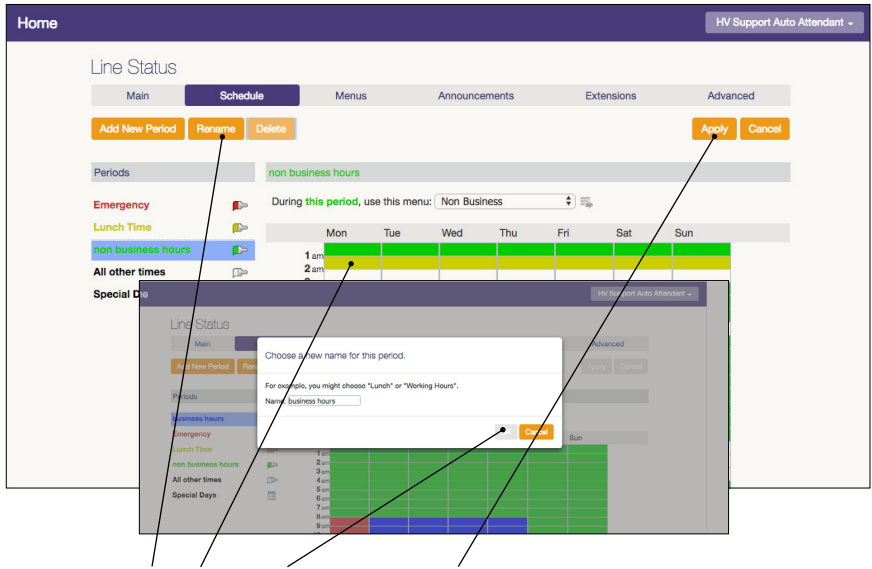 Home
HV Support Auto Attendant
Line Status
Main Schedule Menus Announcements Extensions Advanced
Add New Period Rename Delete Apply Cancel
Periods non business hours
During this period, use this menu: Non Business
Emergency
Lunch Time
non business hours
All other times
Special D
Mon Tue Wed Thu Fri Sat Sun
1 am
2 am
HV Support Auto Attendant
Line Status
Main Advanced
Add New Period Ren Apply Cancel
Periods
business hours
Emergency
Lunch Time
non business hours
All other times
Special Days
Choose a new name for this period.
For example, you might choose "Lunch" or "Working Hours".
Name: business hours
Cancel
Sun
1 am
2 am
3 am
4 am
5 am
6 am
7 am
8 am
9 am